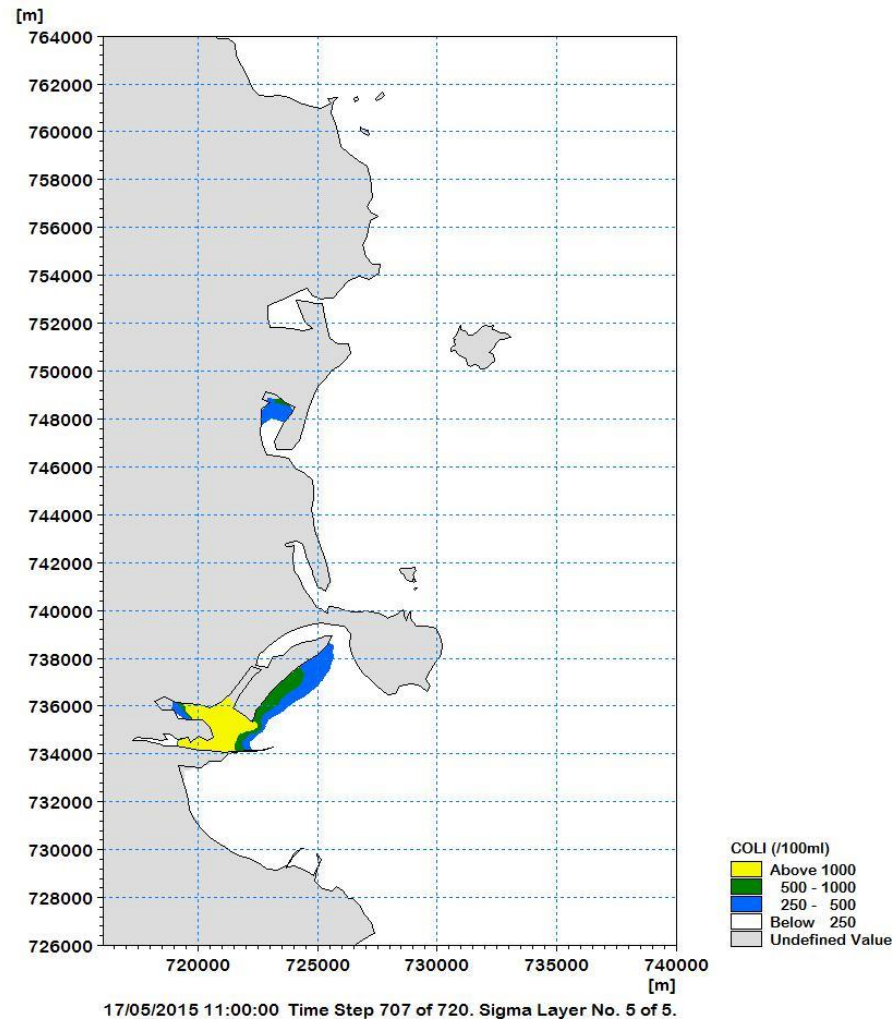 [m]
764000
762000
760000
758000
756000
754000
752000
750000
748000
746000
744000
742000
740000
738000
736000
734000
732000
730000
728000
726000
720000 725000 730000 735000 740000
[m]
COLI (/100ml)
Above 1000
500 - 1000
250 - 500
Below 250
Undefined Value
17/05/2015 11:00:00 Time Step 707 of 720. Sigma Layer No. 5 of 5.